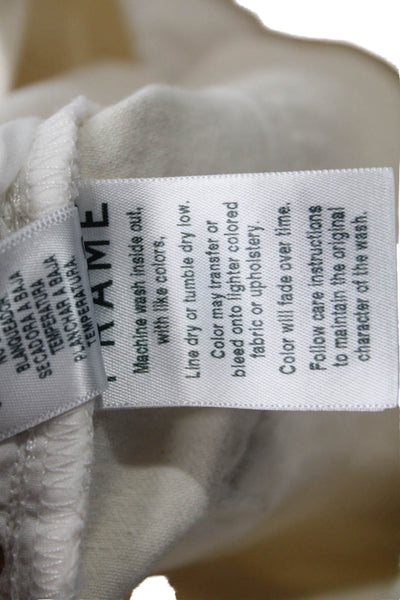 FRAME
Machine wash inside out,
with like colors,
Line dry or tumble dry low.
Color may transfer or
bleed onto lighter colored
fabric or upholstery.
Color will fade over time.
Follow care instructions
to maintain the original
character of the wash.
BLANQUEADOR
BLANQUEADORA A BAJA
SECADORA A BAJA
TEMPERATURA
PLANCHAR A BAJA
TEMPERATURA